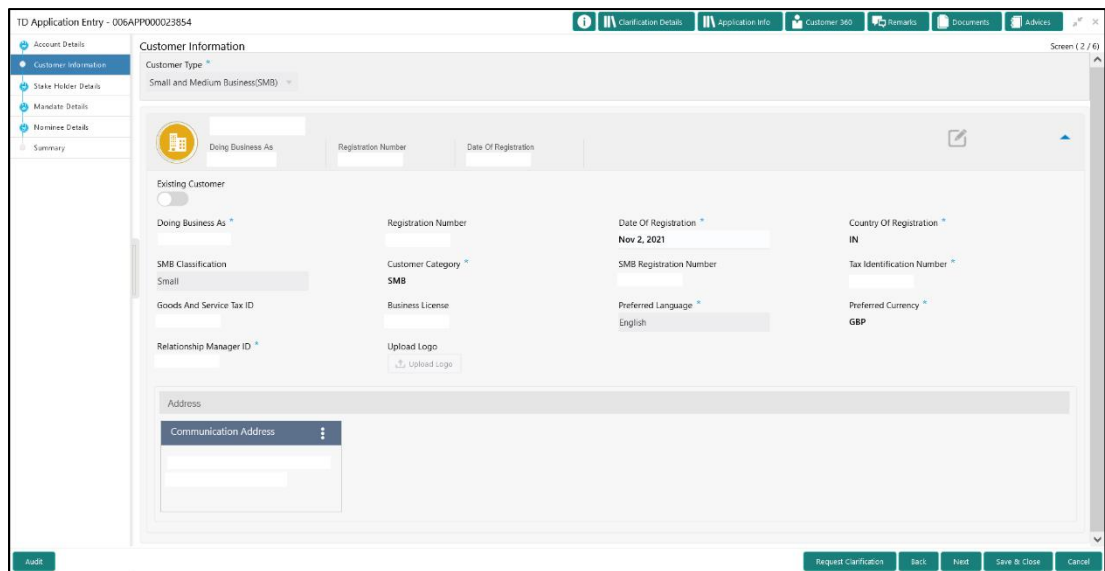 TD Application Entry - 006APP000023854
Clarification Details
Application Info
Customer 360
Remarks
Documents
Advices
Account Details
Customer Information
Stake Holder Details
Mandate Details
Nominee Details
Summary
Customer Information
Screen ( 2 / 6)
Customer Type *
Small and Medium Business(SMB)
Doing Business As
Registration Number
Date Of Registration
Existing Customer
Doing Business As *
Registration Number
Date Of Registration *
Country Of Registration *
Nov 2, 2021
IN
SMB Classification
Customer Category *
SMB Registration Number
Tax Identification Number *
Small
SMB
Goods And Service Tax ID
Business License
Preferred Language *
Preferred Currency *
English
GBP
Relationship Manager ID *
Upload Logo
Upload Logo
Address
Communication Address
Audit
Request Clarification
Back
Next
Save & Close
Cancel